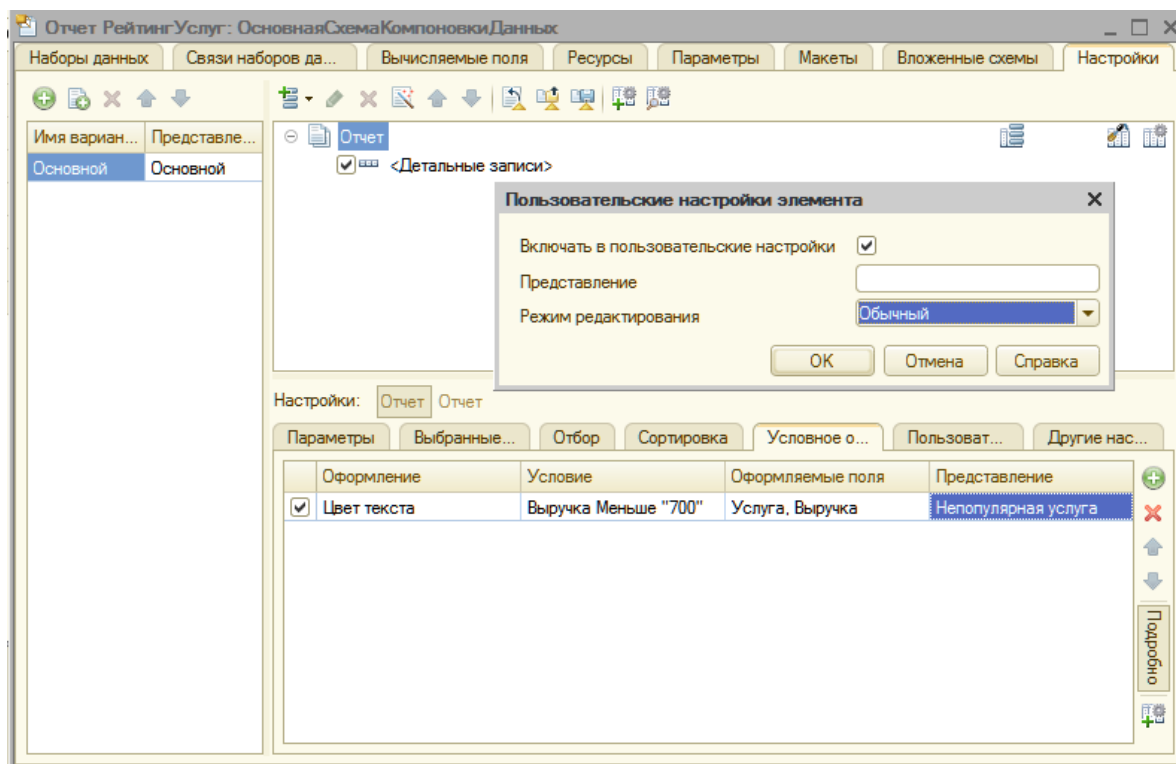 Отчет РейтингУслуг: ОсновнаяСхемаКомпоновкиДанных
Наборы данных Связи наборов да... Вычисляемые поля Ресурсы Параметры Макеты Вложенные схемы Настройки
Имя вариан... Представле...
Основной Основной
Отчет
<Детальные записи>
Пользовательские настройки элемента
Включать в пользовательские настройки
Представление
Режим редактирования Обычный
OK Отмена Справка
Настройки: Отчет Отчет
Параметры Выбранные... Отбор Сортировка Условное о... Пользоват... Другие нас...
Оформление Условие Оформляемые поля Представление
Цвет текста Выручка Меньше "700" Услуга, Выручка Непопулярная услуга
Подробно